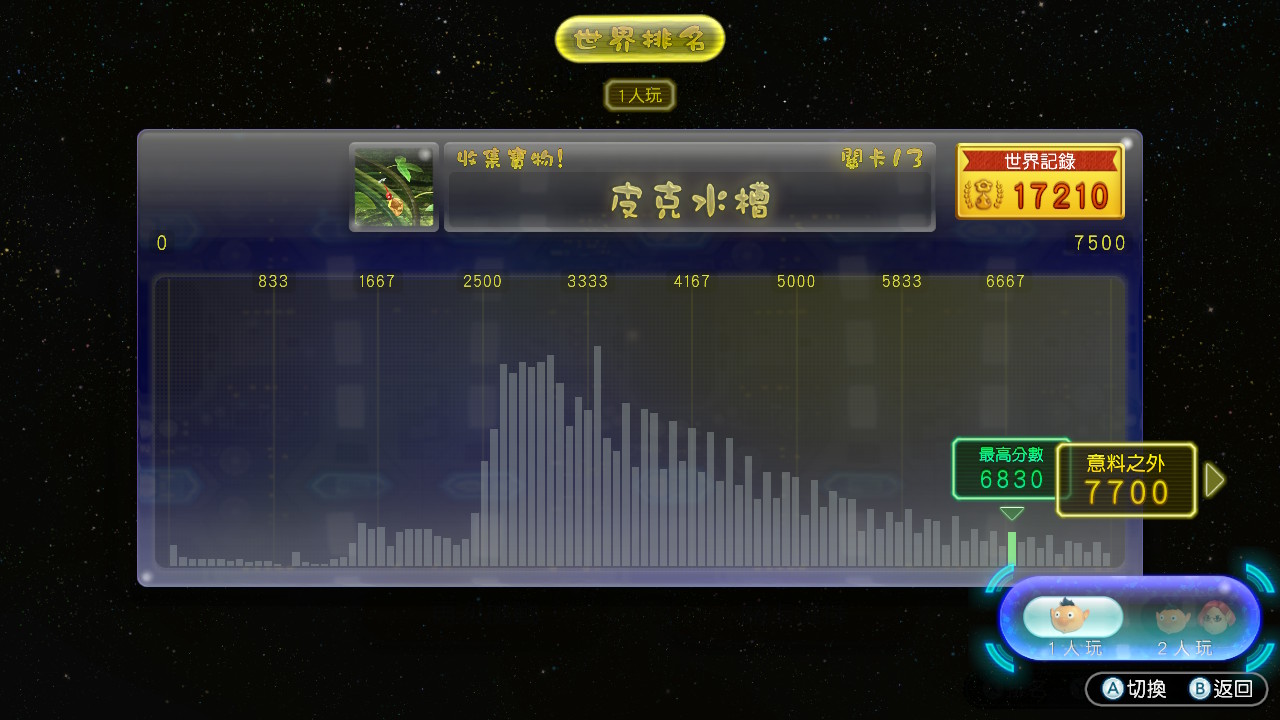 世界排名
1人玩
收集寶物!
關卡13
皮克水槽
世界記錄
17210
0
7500
833 1667 2500 3333 4167 5000 5833 6667
最高分數
6830
意料之外
7700
1人玩 2人玩
A切換 B返回